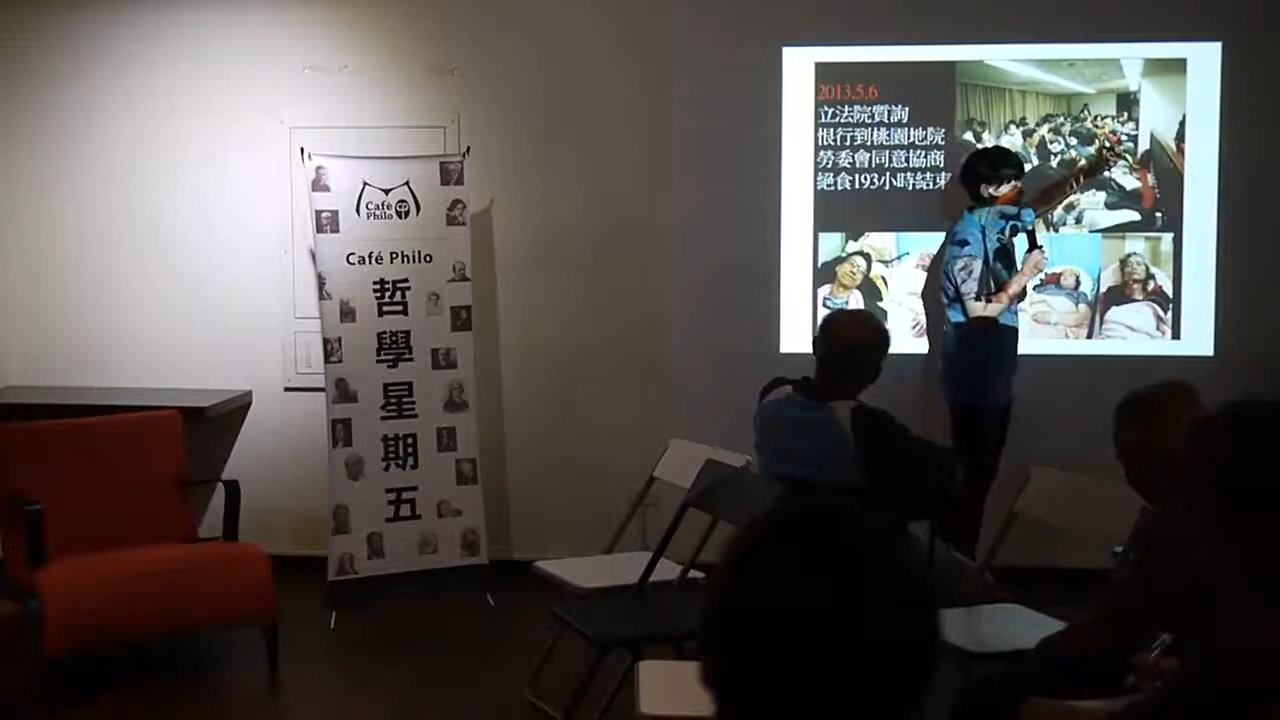 Café
Philo
CP
Café Philo
哲學星期五
2013.5.6
立法院質詢
恨行到桃園地院
勞委會同意協商
絕食193小時結束